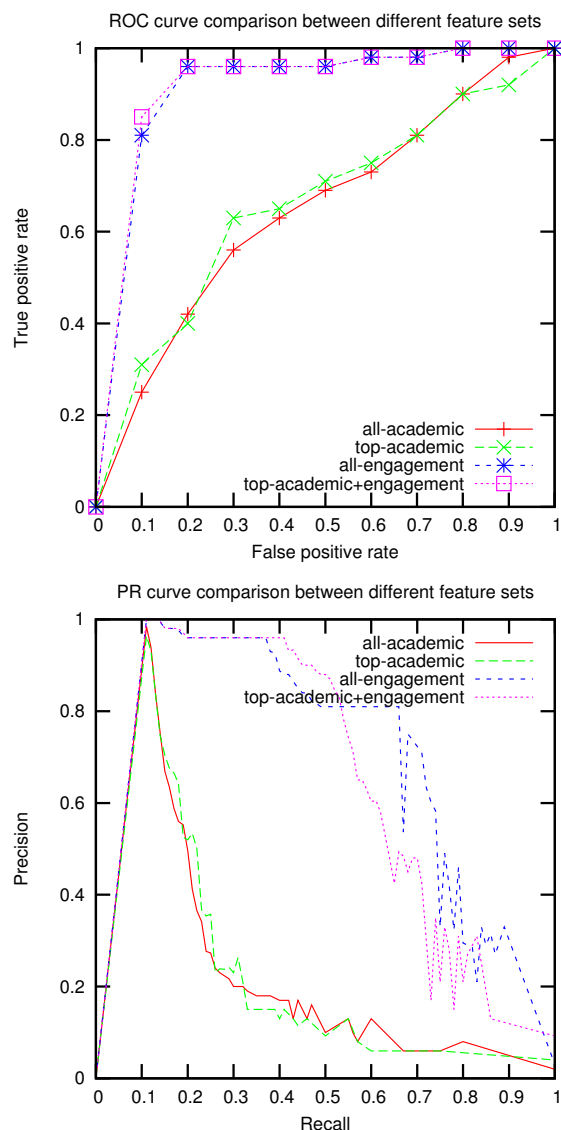 ROC curve comparison between different feature sets
1
0.8
0.6
0.4
0.2
0
True positive rate
all-academic
top-academic
all-engagement
top-academic+engagement
0 0.1 0.2 0.3 0.4 0.5 0.6 0.7 0.8 0.9 1
False positive rate
PR curve comparison between different feature sets
1
0.8
0.6
0.4
0.2
0
Precision
all-academic
top-academic
all-engagement
top-academic+engagement
0 0.1 0.2 0.3 0.4 0.5 0.6 0.7 0.8 0.9 1
Recall